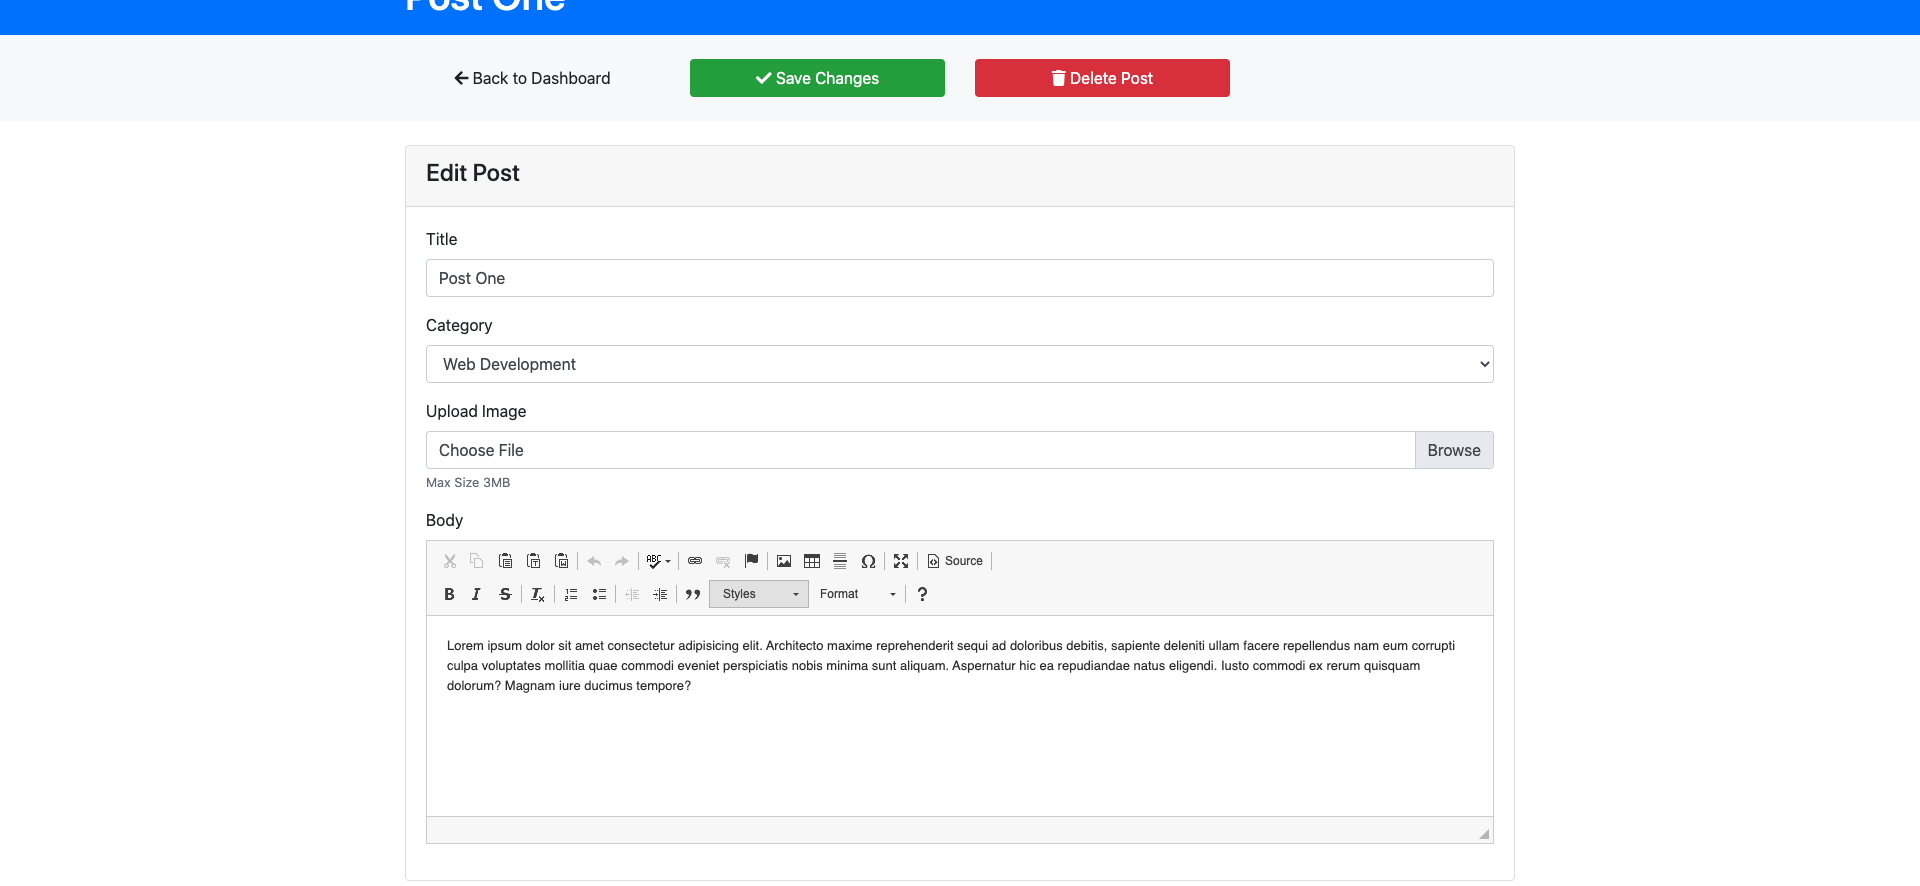 Post One
Back to Dashboard
Save Changes
Delete Post
Edit Post
Title
Post One
Category
Web Development
Upload Image
Choose File
Browse
Max Size 3MB
Body
ABC
Source
B I S Tx
Styles
Format
?
Lorem ipsum dolor sit amet consectetur adipisicing elit. Architecto maxime reprehenderit sequi ad doloribus debitis, sapiente deleniti ullam facere repellendus nam eum corrupti
culpa voluptates mollitia quae commodi eveniet perspiciatis nobis minima sunt aliquam. Aspernatur hic ea repudiandae natus eligendi. Iusto commodi ex rerum quisquam
dolorum? Magnam iure ducimus tempore?